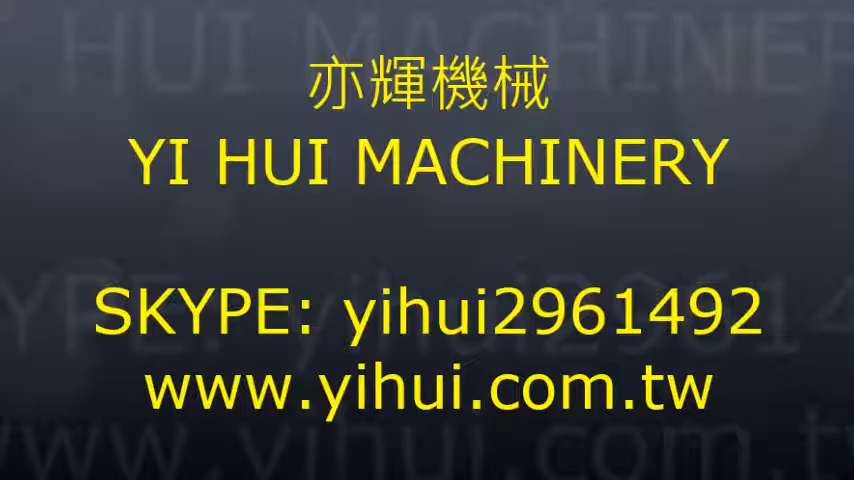 亦輝機械
YI HUI MACHINERY
SKYPE: yihui2961492
www.yihui.com.tw